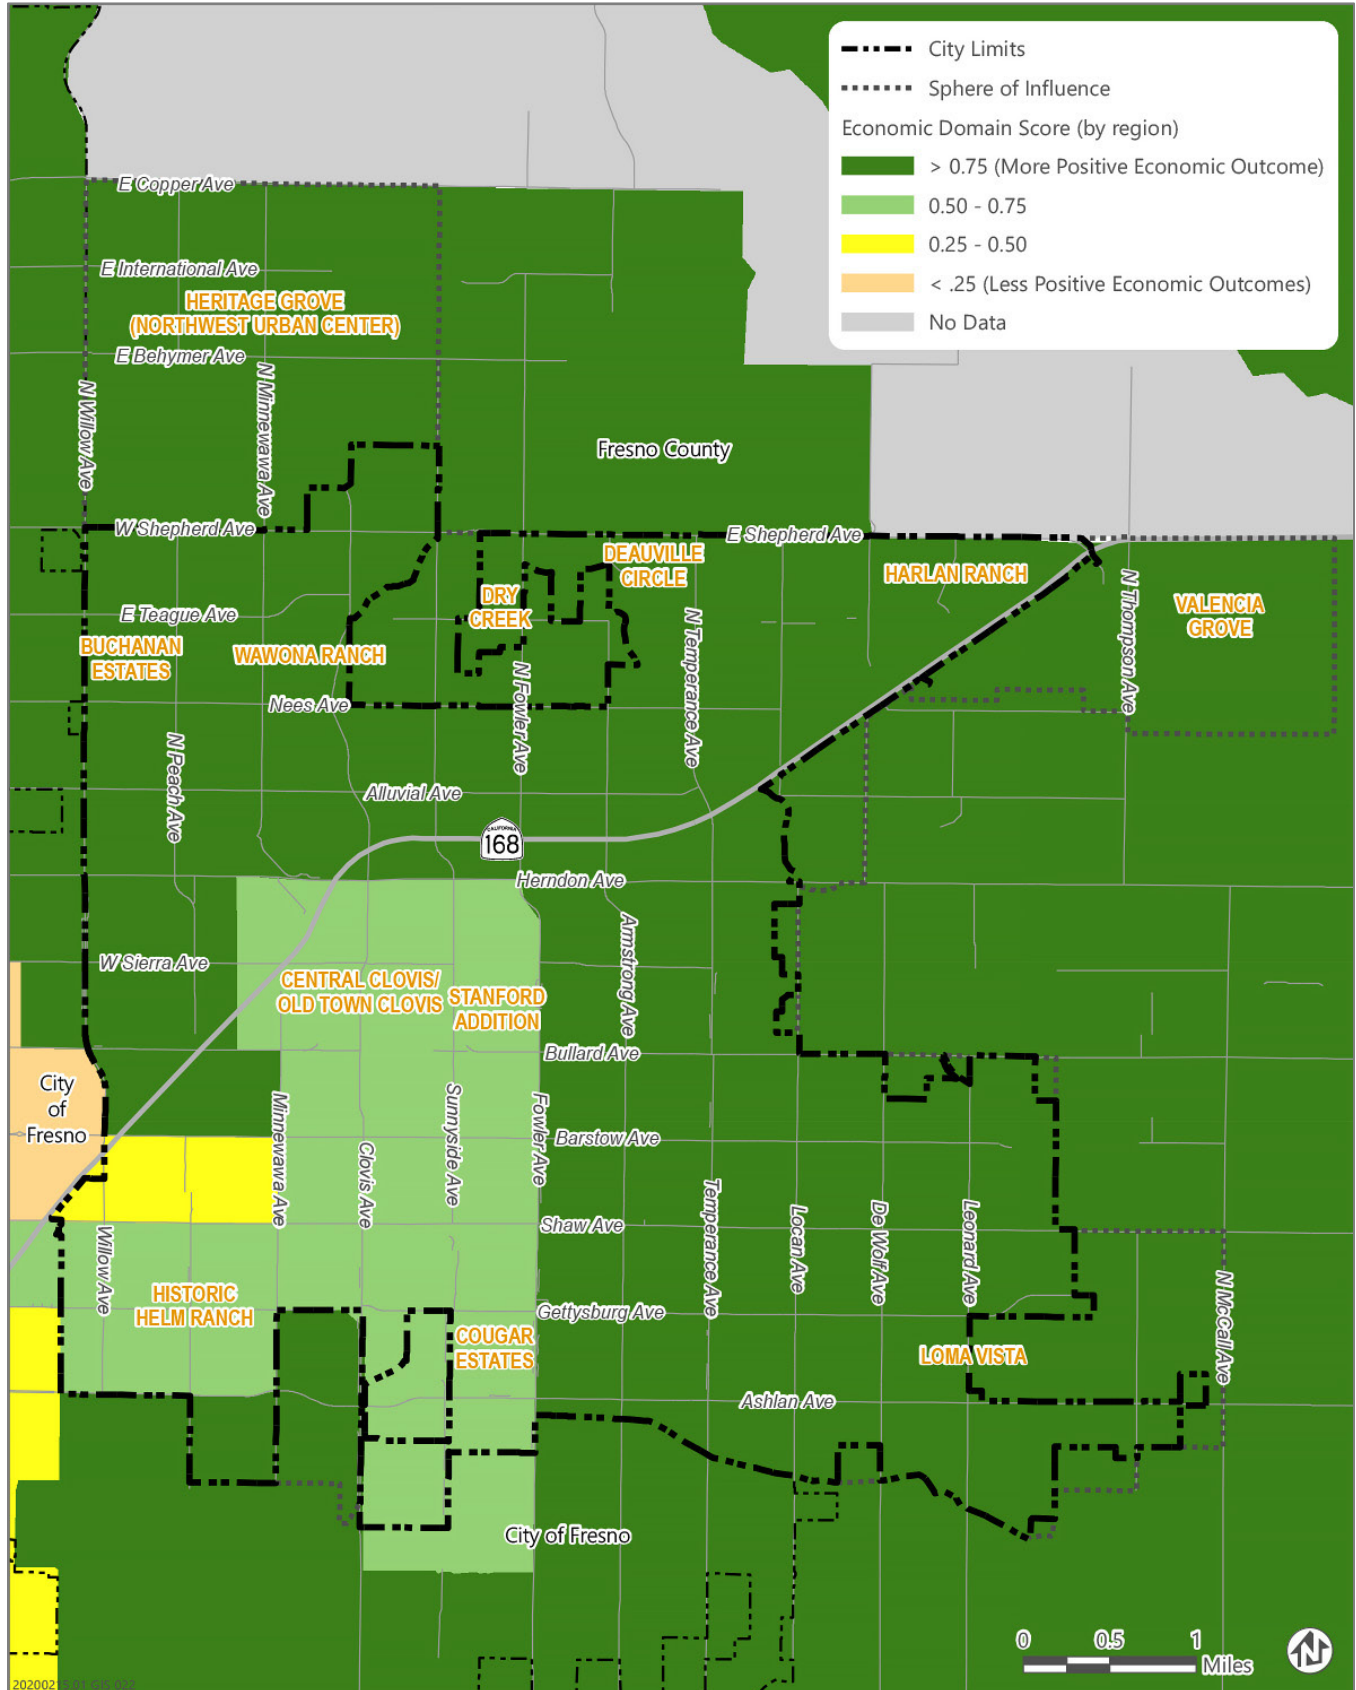 City Limits
Sphere of Influence
Economic Domain Score (by region)
> 0.75 (More Positive Economic Outcome)
0.50 - 0.75
0.25 - 0.50
< .25 (Less Positive Economic Outcomes)
No Data
E Copper Ave
E International Ave
HERITAGE GROVE
(NORTHWEST URBAN CENTER)
E Behymer Ave
N Willow Ave
N Minnewawa Ave
Fresno County
W Shepherd Ave
E Shepherd Ave
DEAUVILLE
CIRCLE
HARLAN RANCH
DRY
CREEK
N Thompson Ave
VALENCIA
GROVE
E Teague Ave
BUCHANAN
ESTATES
WAWONA RANCH
N Temperance Ave
N Fowler Ave
Nees Ave
N Peach Ave
Alluvial Ave
CALIFORNIA
168
Herndon Ave
Armstrong Ave
W Sierra Ave
CENTRAL CLOVIS/
OLD TOWN CLOVIS
STANFORD
ADDITION
Bullard Ave
City
of
Fresno
Minnewawa Ave
Clovis Ave
Sunnyside Ave
Fowler Ave
Barstow Ave
Temperance Ave
Locan Ave
De Wolf Ave
Leonard Ave
Shaw Ave
Willow Ave
HISTORIC
HELM RANCH
Gettysburg Ave
N McCall Ave
COUGAR
ESTATES
LOMA VISTA
Ashlan Ave
City of Fresno
0 0.5 1
Miles
N